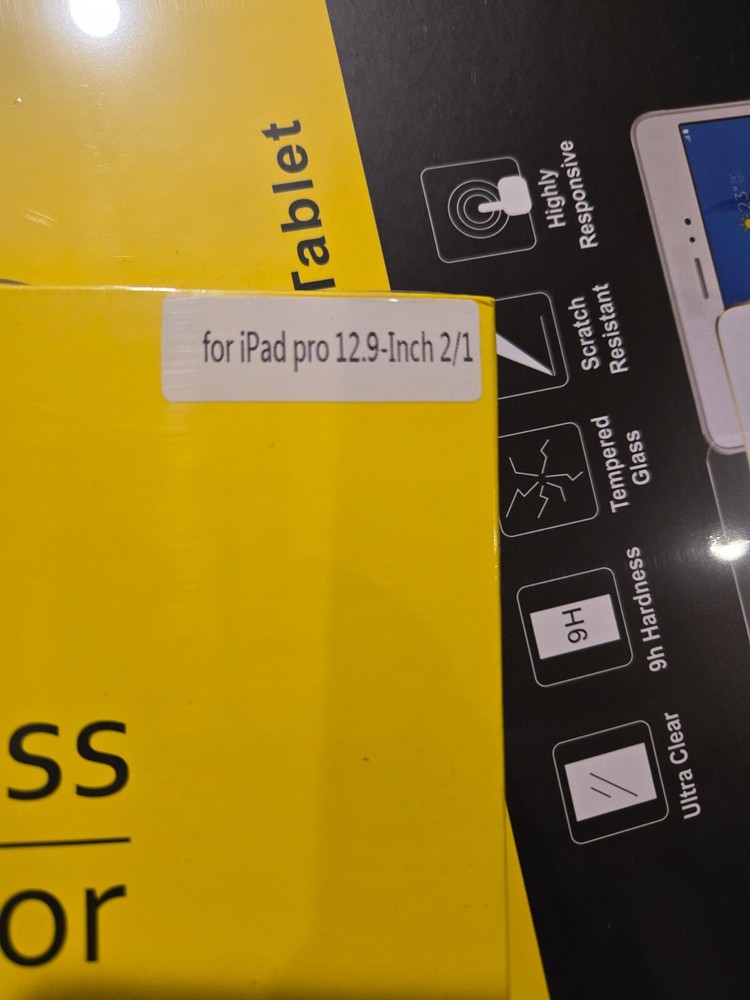 Tablet
for iPad pro 12.9-Inch 2/1
Highly
Responsive
Scratch
Resistant
Tempered
Glass
9H
9h Hardness
Ultra Clear
ss
or